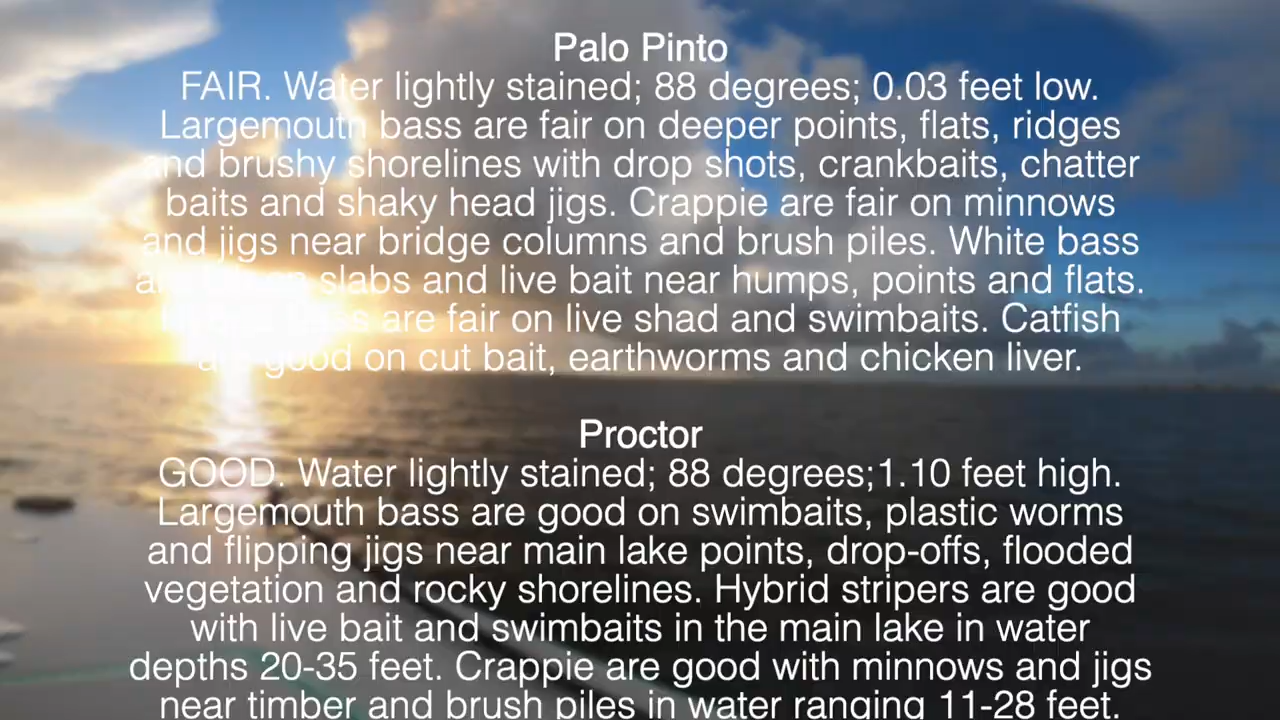 Palo Pinto
FAIR. Water lightly stained; 88 degrees; 0.03 feet low.
Largemouth bass are fair on deeper points, flats, ridges
and brushy shorelines with drop shots, crankbaits, chatter
baits and shaky head jigs. Crappie are fair on minnows
and jigs near bridge columns and brush piles. White bass
slabs and live bait near humps, points and flats.
are fair on live shad and swimbaits. Catfish
are good on cut bait, earthworms and chicken liver.
Proctor
GOOD. Water lightly stained; 88 degrees;1.10 feet high.
Largemouth bass are good on swimbaits, plastic worms
and flipping jigs near main lake points, drop-offs, flooded
vegetation and rocky shorelines. Hybrid stripers are good
with live bait and swimbaits in the main lake in water
depths 20-35 feet. Crappie are good with minnows and jigs
near timber and brush piles in water ranging 11-28 feet.